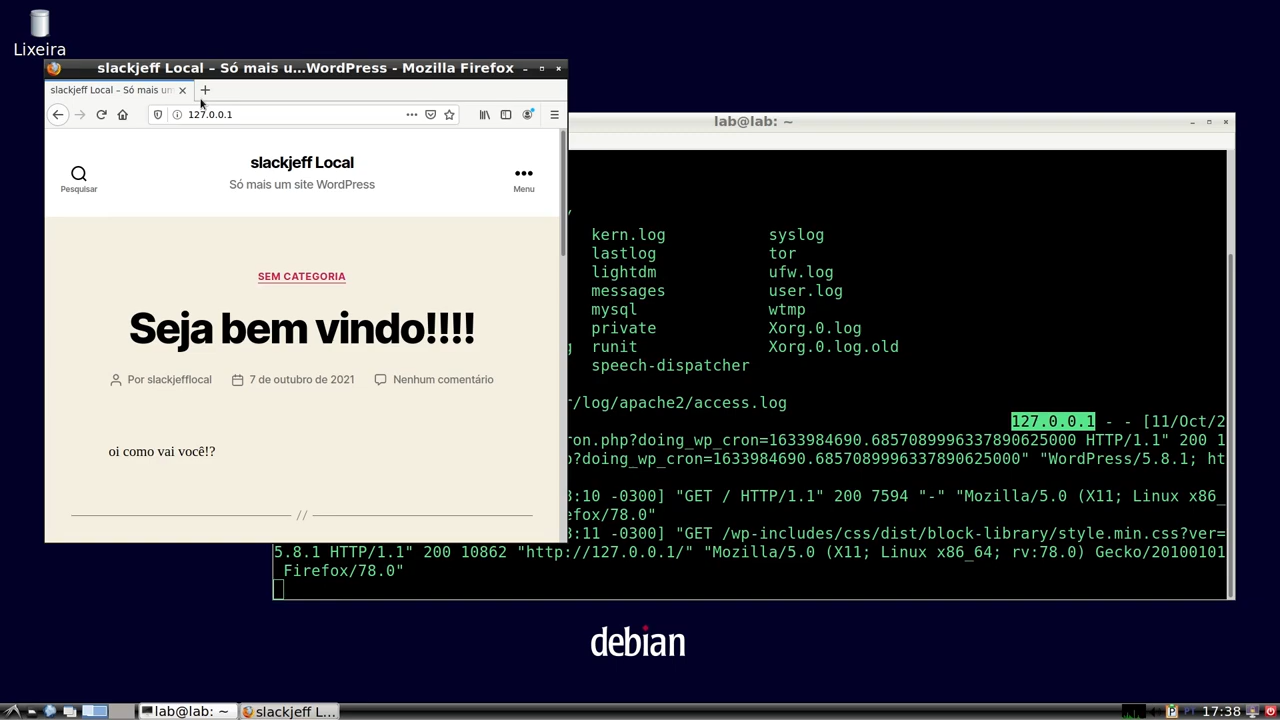 Lixeira
slackjeff Local – Só mais u...WordPress - Mozilla Firefox
slackjeff Local – Só mais un
127.0.0.1
slackjeff Local
Só mais um site WordPress
Pesquisar
Menu
SEM CATEGORIA
Seja bem vindo!!!!
Por slackjefflocal
7 de outubro de 2021
Nenhum comentário
oi como vai você!?
//
lab@lab: ~
kern.log syslog
lastlog tor
lightdm ufw.log
messages user.log
mysql wtmp
private Xorg.0.log
runit Xorg.0.log.old
speech-dispatcher
r/log/apache2/access.log
127.0.0.1 - - [11/Oct/2
ron.php?doing_wp_cron=1633984690.6857089996337890625000 HTTP/1.1" 200 1
p?doing_wp_cron=1633984690.6857089996337890625000" "WordPress/5.8.1; ht
8:10 -0300] "GET / HTTP/1.1" 200 7594 "-" "Mozilla/5.0 (X11; Linux x86_
efox/78.0"
8:11 -0300] "GET /wp-includes/css/dist/block-library/style.min.css?ver=
5.8.1 HTTP/1.1" 200 10862 "http://127.0.0.1/" "Mozilla/5.0 (X11; Linux x86_64; rv:78.0) Gecko/20100101
Firefox/78.0"
debian
lab@lab: ~
slackjeff L...
17:38